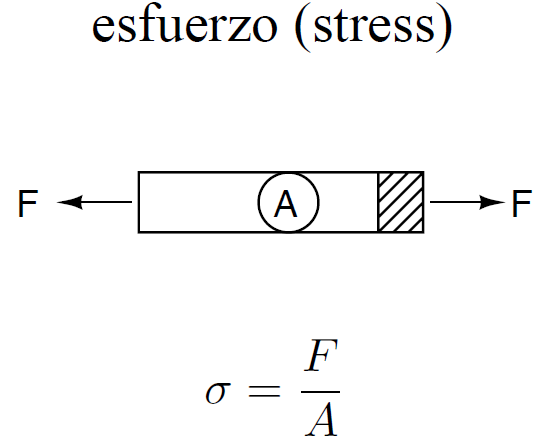 esfuerzo (stress)
F A F
σ = F/A